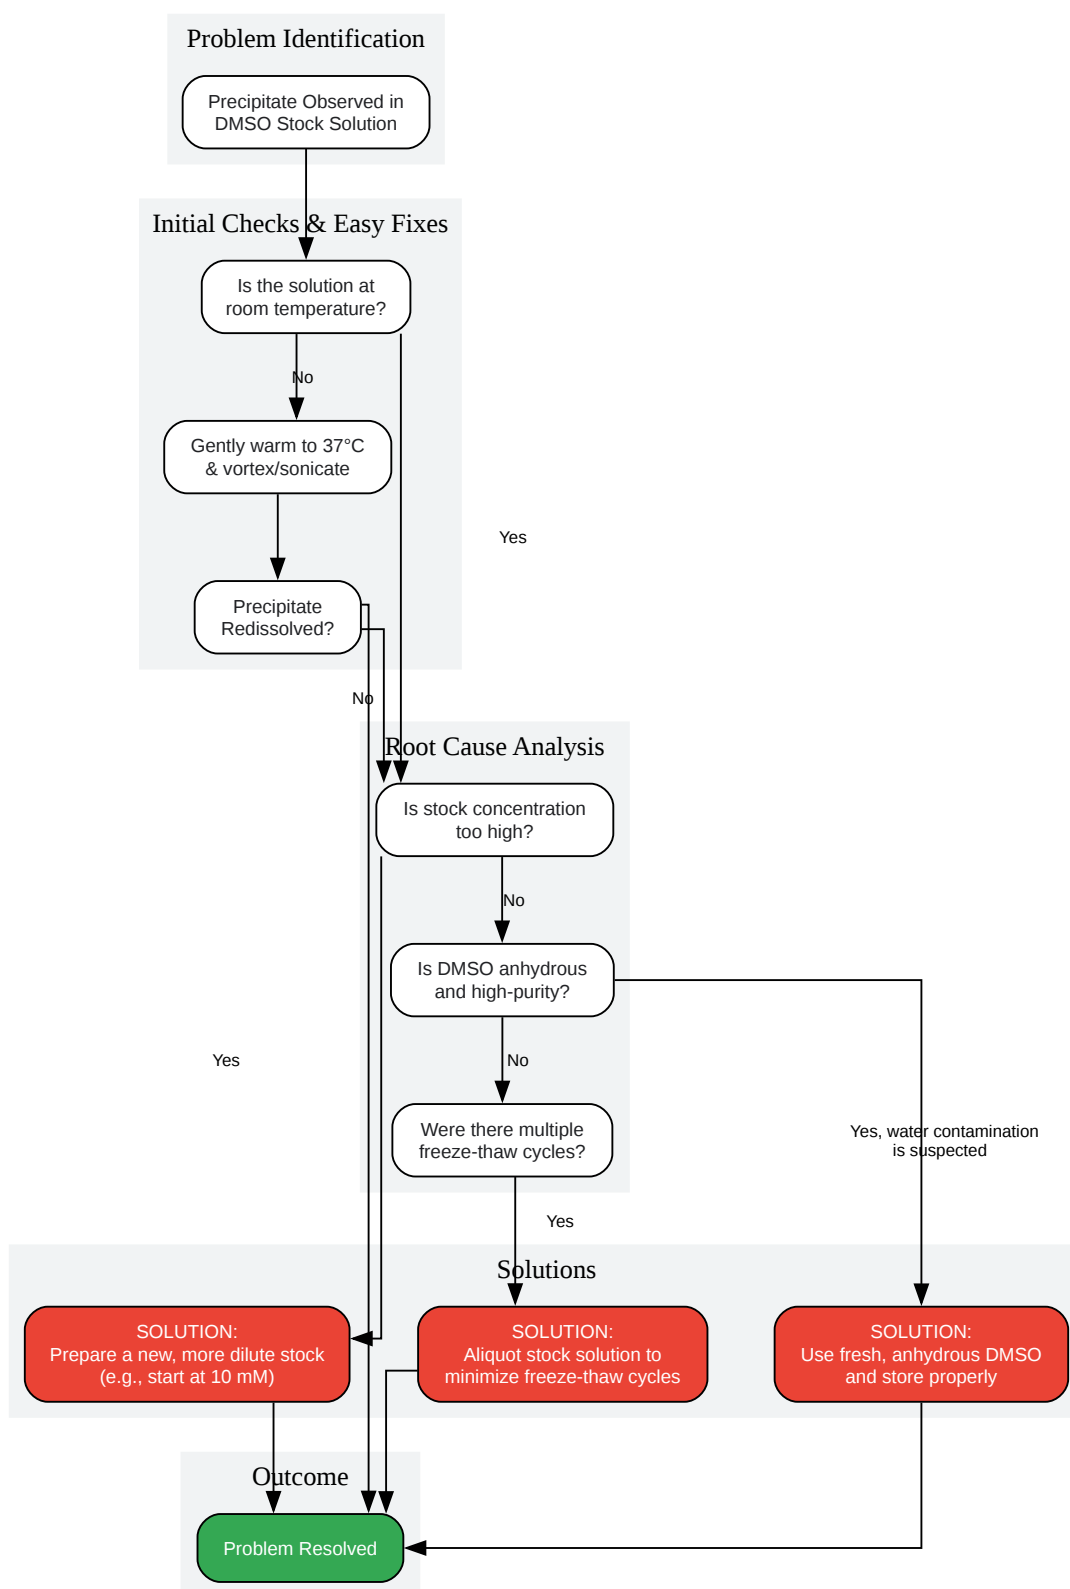 Problem Identification
Precipitate Observed in
DMSO Stock Solution
Initial Checks & Easy Fixes
Is the solution at
room temperature?
No
Gently warm to 37°C
& vortex/sonicate
Yes
Precipitate
Redissolved?
No
Root Cause Analysis
Is stock concentration
too high?
No
Is DMSO anhydrous
and high-purity?
Yes
No
Were there multiple
freeze-thaw cycles?
Yes, water contamination
is suspected
Yes
Solutions
SOLUTION:
Prepare a new, more dilute stock
(e.g., start at 10 mM)
SOLUTION:
Aliquot stock solution to
minimize freeze-thaw cycles
SOLUTION:
Use fresh, anhydrous DMSO
and store properly
Outcome
Problem Resolved